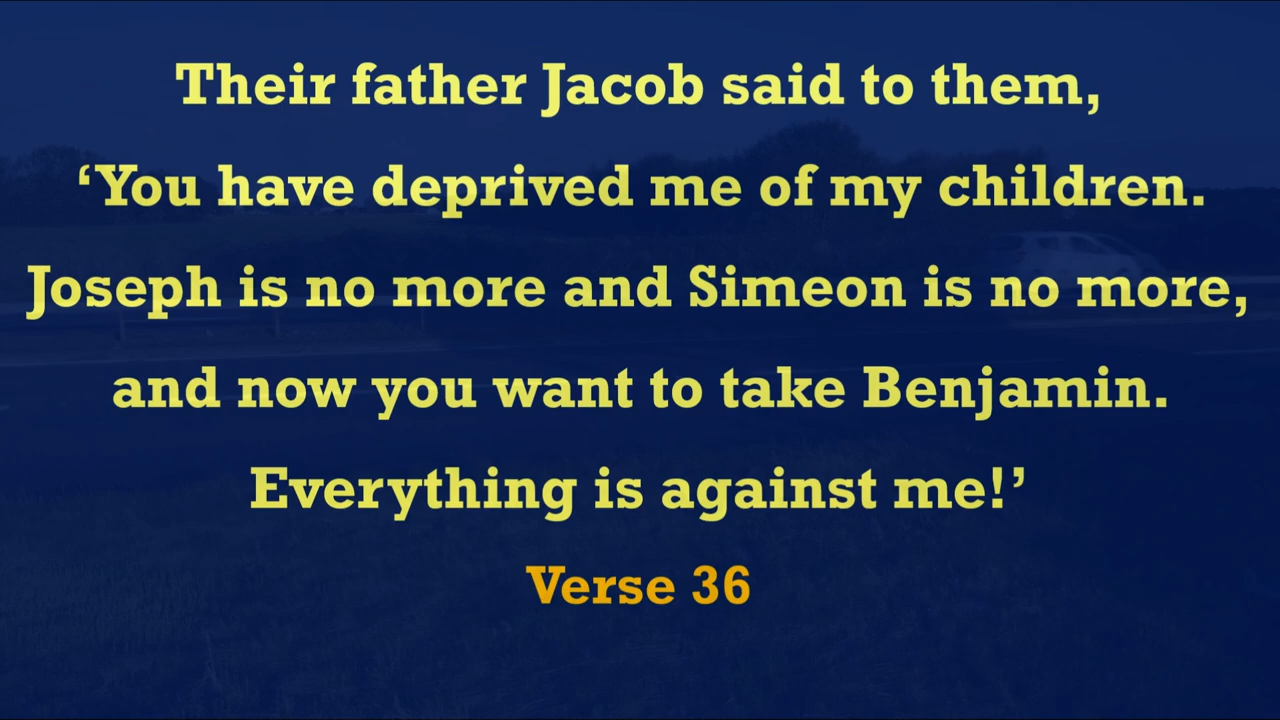 Their father Jacob said to them,
‘You have deprived me of my children.
Joseph is no more and Simeon is no more,
and now you want to take Benjamin.
Everything is against me!’
Verse 36